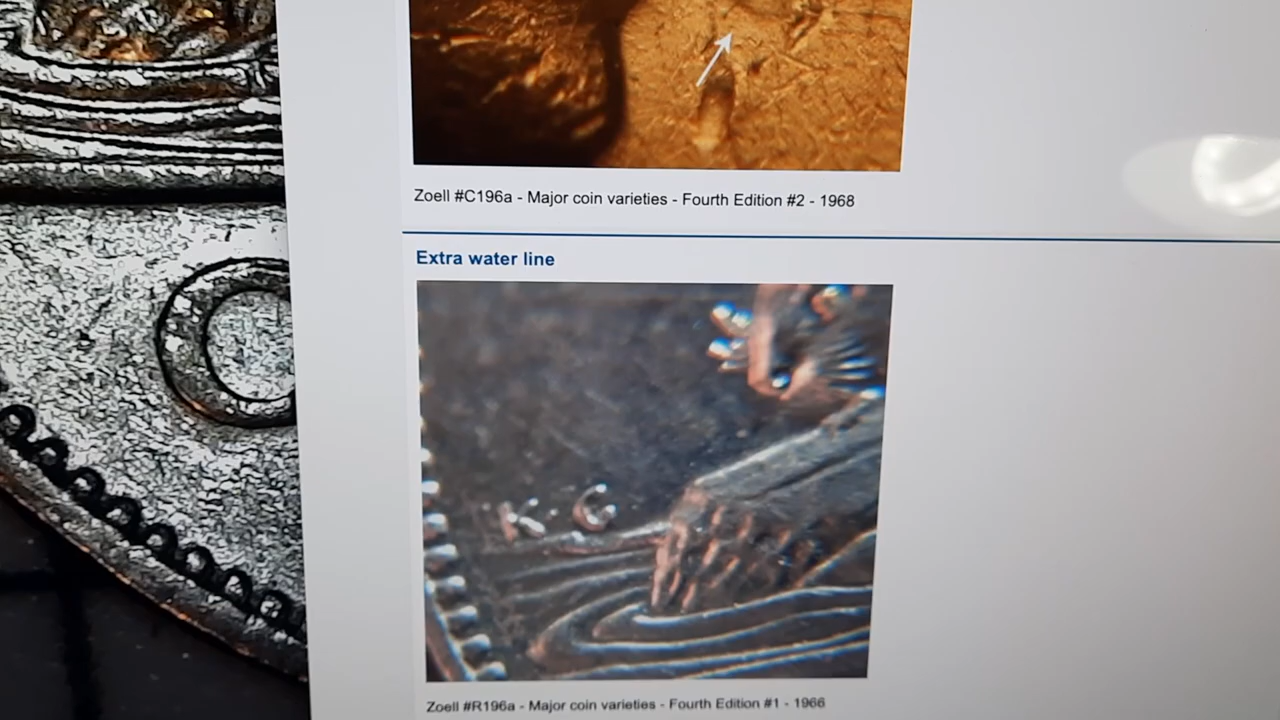 Zoell #C196a - Major coin varieties - Fourth Edition #2 - 1968
Extra water line
K G
Zoell #R196a - Major coin varieties - Fourth Edition #1 - 1966